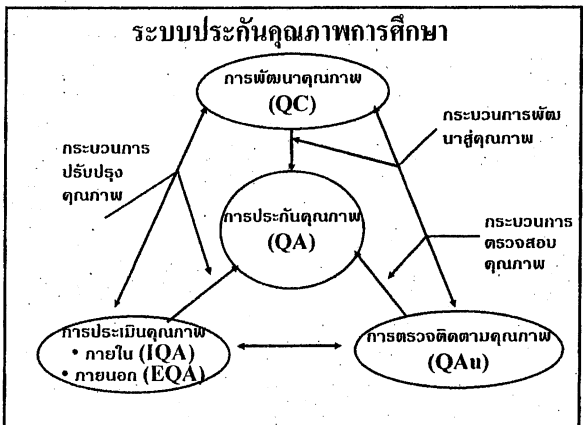 ระบบประกันคุณภาพการศึกษา
การพัฒนาคุณภาพ
(QC)
กระบวนการพัฒ
นาสู่คุณภาพ
กระบวนการ
ปรับปรุง
คุณภาพ
การประกันคุณภาพ
(QA)
กระบวนการ
ตรวจสอบ
คุณภาพ
การประเมินคุณภาพ
• ภายใน (IQA)
• ภายนอก (EQA)
การตรวจติดตามคุณภาพ
(QAu)